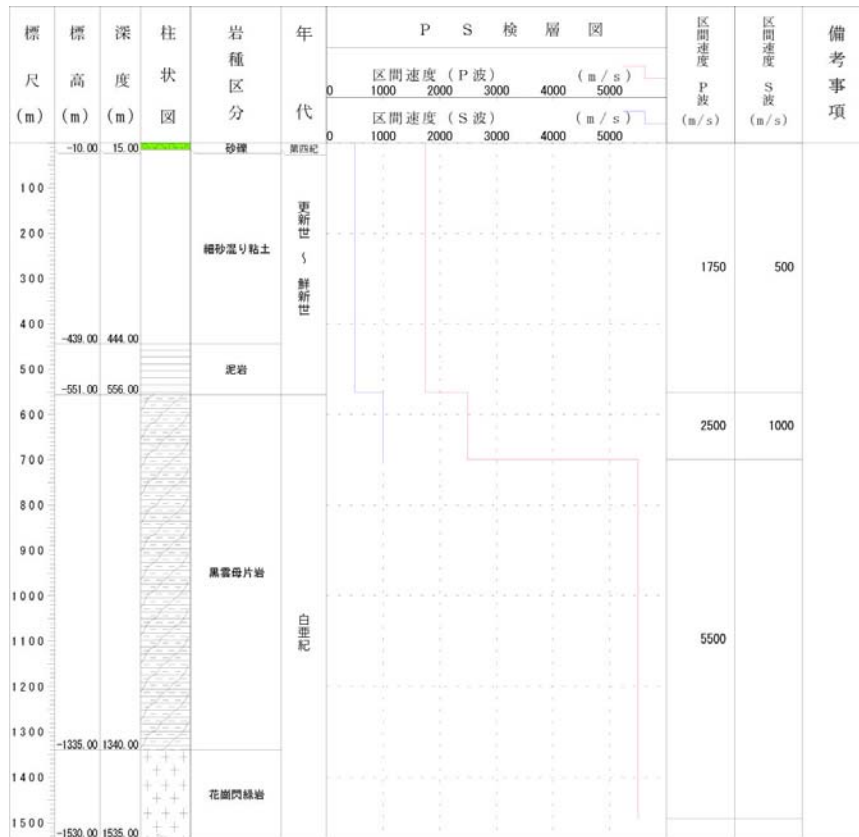 標尺(m)
標高(m)
深度(m)
柱状図
岩種区分
年代
PS検層図
区間速度(P波) (m/s)
0 1000 2000 3000 4000 5000
区間速度(S波) (m/s)
0 1000 2000 3000 4000 5000
区間速度 P波 (m/s)
区間速度 S波 (m/s)
備考事項
-10.00 15.00 砂礫 第四紀
100
200
300
400
細砂混り粘土
更新世~鮮新世
1750 500
-439.00 444.00
500
泥岩
-551.00 556.00
600
2500 1000
700
800
900
黒雲母片岩
1000
1100
白亜紀
5500
1200
1300
-1335.00 1340.00
1400
花崗閃緑岩
1500
-1530.00 1535.00